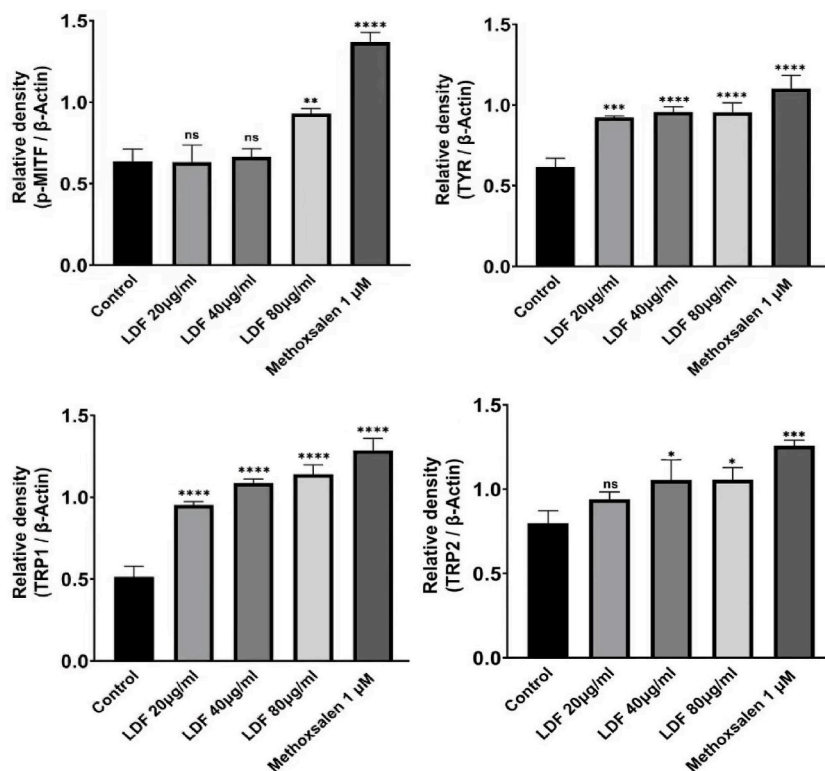 Relative density
(p-MITF / β-Actin)
1.5
1.0
0.5
0.0
ns
ns
**
****
Control
LDF 20µg/ml
LDF 40µg/ml
LDF 80µg/ml
Methoxsalen 1 µM
Relative density
(TYR / β-Actin)
1.5
1.0
0.5
0.0
***
****
****
****
Control
LDF 20µg/ml
LDF 40µg/ml
LDF 80µg/ml
Methoxsalen 1 µM
Relative density
(TRP1 / β-Actin)
1.5
1.0
0.5
0.0
****
****
****
****
Control
LDF 20µg/ml
LDF 40µg/ml
LDF 80µg/ml
Methoxsalen 1 µM
Relative density
(TRP2 / β-Actin)
1.5
1.0
0.5
0.0
ns
*
*
***
Control
LDF 20µg/ml
LDF 40µg/ml
LDF 80µg/ml
Methoxsalen 1 µM